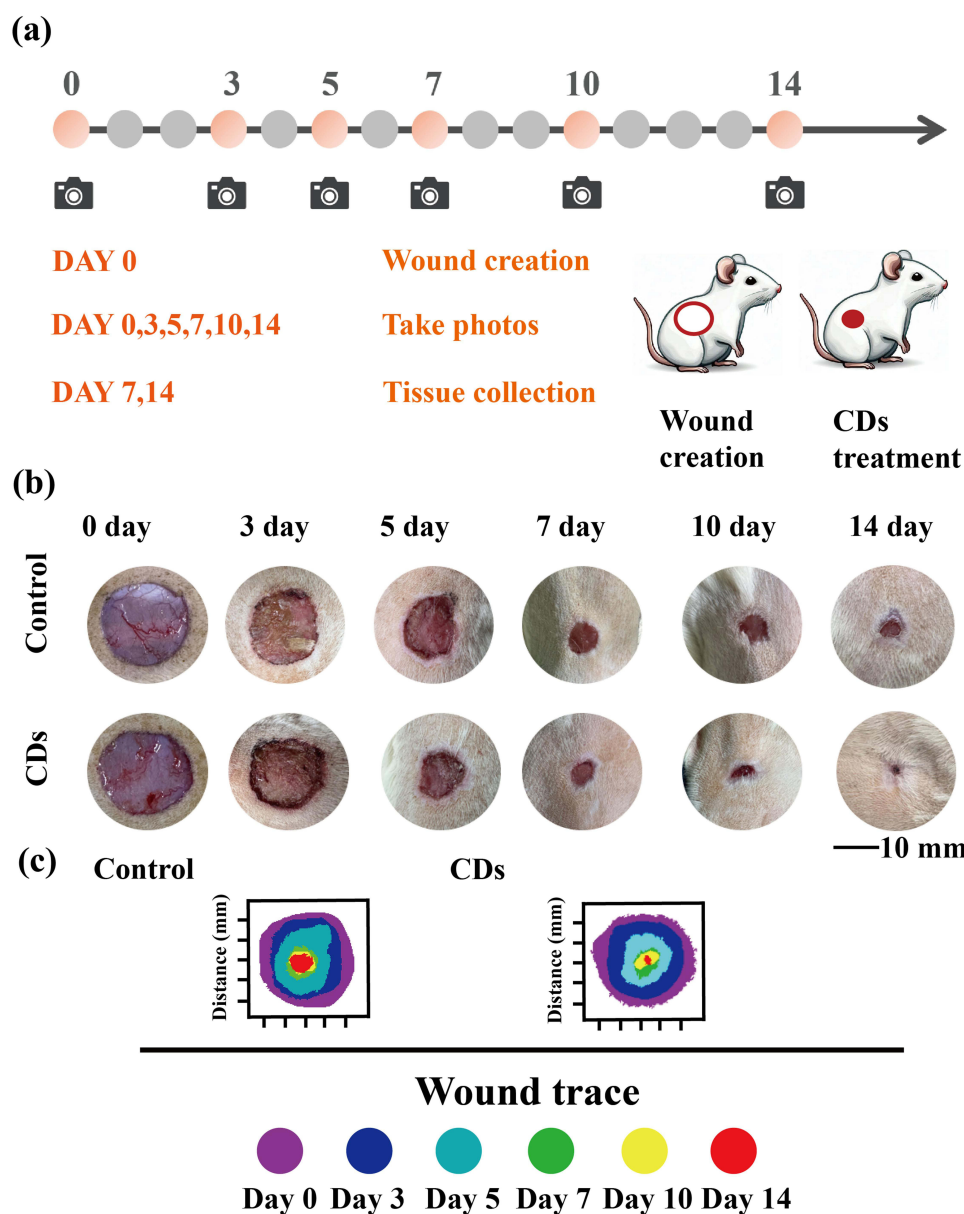 (a)
0 3 5 7 10 14
DAY 0 Wound creation
DAY 0,3,5,7,10,14 Take photos
DAY 7,14 Tissue collection
Wound creation
CDs treatment
(b)
0 day 3 day 5 day 7 day 10 day 14 day
Control
CDs
10 mm
(c)
Control CDs
Distance (mm)
Distance (mm)
Wound trace
Day 0 Day 3 Day 5 Day 7 Day 10 Day 14